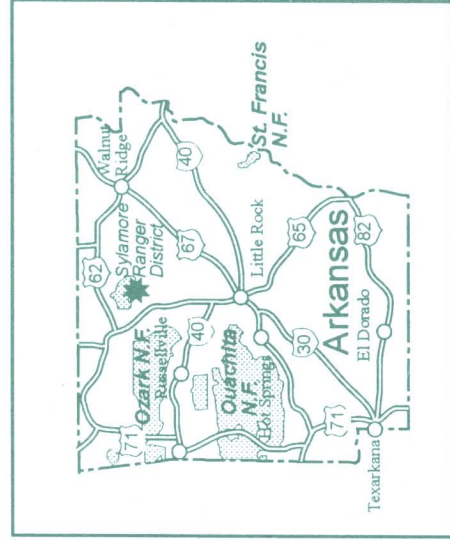 Walnut
Ridge
62
Sylamore
Ranger
District
67
40
St. Francis
N.F.
71
Ozark N.F.
Russellville
40
Little Rock
Ouachita
N.F.
Hot Springs
65
30
Arkansas
82
El Dorado
71
Texarkana